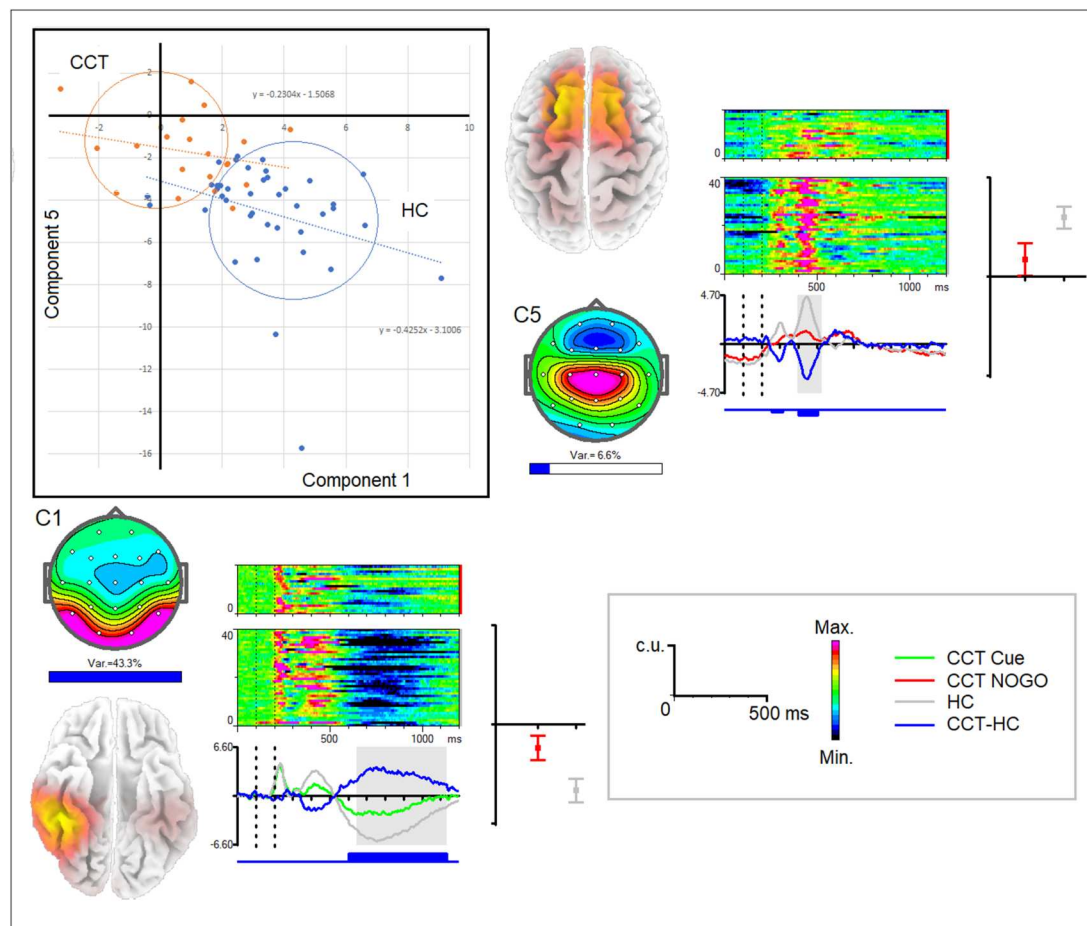 CCT
2
y = -0.2304x - 1.5068
0
-2
0
2
4
6
8
10
-2
-4
HC
-6
-8
y = -0.4252x - 3.1006
-10
-12
-14
-16
Component 5
Component 1
0
40
0
500
1000
ms
4.70
-4.70
C5
Var.= 6.6%
C1
Var.=43.3%
0
40
0
500
1000
ms
6.60
-6.60
c.u.
0
500 ms
Max.
Min.
CCT Cue
CCT NOGO
HC
CCT-HC